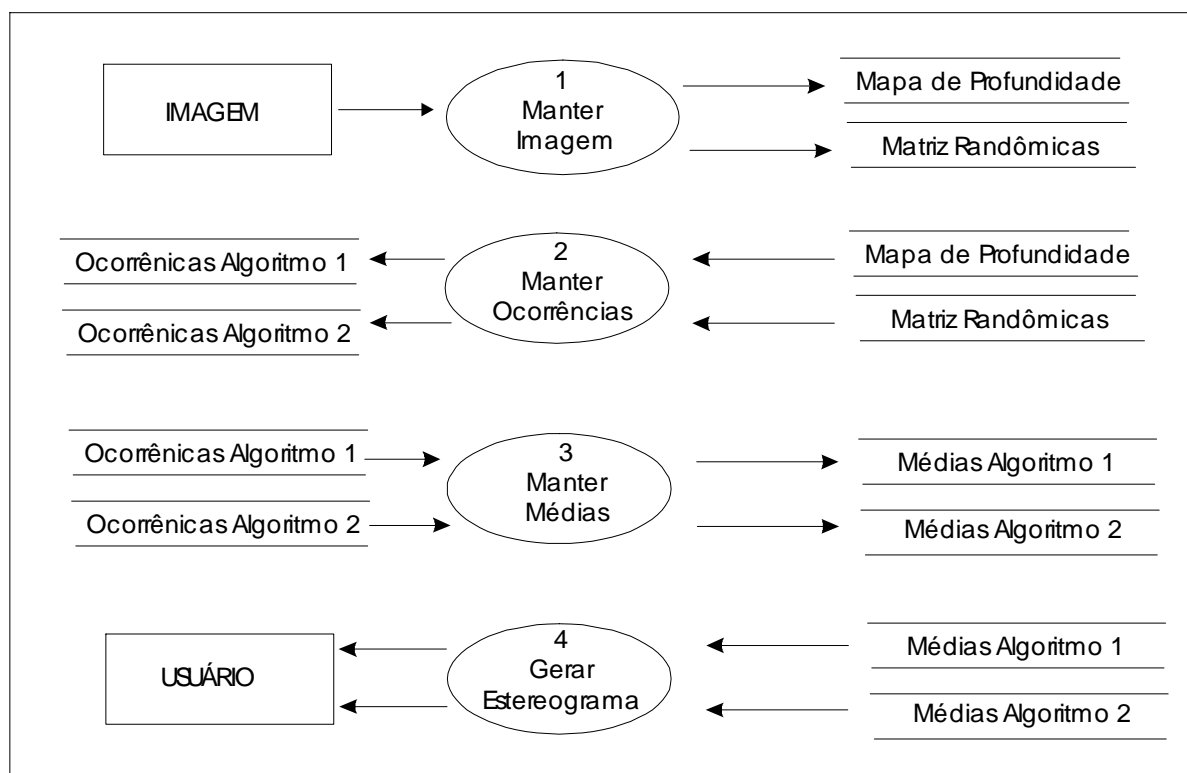 IMAGEM
1
Manter
Imagem
Mapa de Profundidade
Matriz Randômicas
Ocorrênicas Algoritmo 1
Ocorrênicas Algoritmo 2
2
Manter
Ocorrências
Mapa de Profundidade
Matriz Randômicas
Ocorrênicas Algoritmo 1
Ocorrênicas Algoritmo 2
3
Manter
Médias
Médias Algoritmo 1
Médias Algoritmo 2
USUÁRIO
4
Gerar
Estereograma
Médias Algoritmo 1
Médias Algoritmo 2